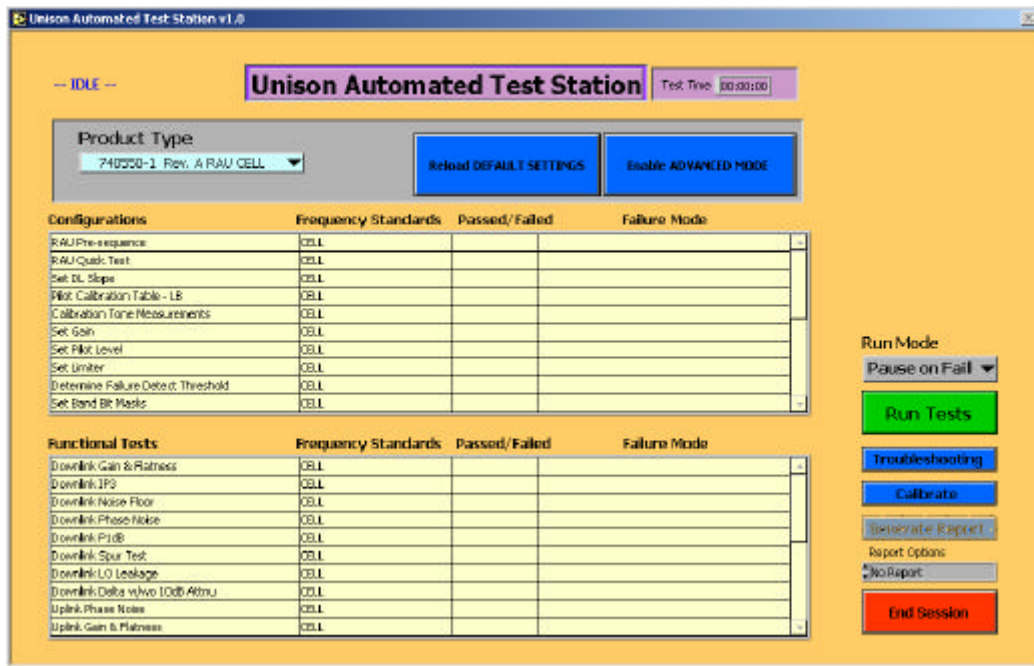 Unison Automated Test Station v1.0
-- IDLE --
Unison Automated Test Station
Test Time 00:00:00
Product Type
740550-1 Rev. A RAU CELL
Reload DEFAULT SETTINGS
Enable ADVANCED MODE
Configurations Frequency Standards Passed/Failed Failure Mode
RAU Pre-sequence CELL
RAU Quick Test CELL
Set DL Slope CELL
Pilot Calibration Table - LB CELL
Calibration Tone Measurements CELL
Set Gain CELL
Set Pilot Level CELL
Set Limiter CELL
Determine Failure Detect Threshold CELL
Set Band Bit Masks CELL
Functional Tests Frequency Standards Passed/Failed Failure Mode
Downlink Gain & Flatness CELL
Downlink IP3 CELL
Downlink Noise Floor CELL
Downlink Phase Noise CELL
Downlink P1dB CELL
Downlink Spur Test CELL
Downlink LO Leakage CELL
Downlink Delta w/wo 10dB Attnu CELL
Uplink Phase Noise CELL
Uplink Gain & Flatness CELL
Run Mode
Pause on Fail
Run Tests
Troubleshooting
Calibrate
Generate Report
Report Options
No Report
End Session